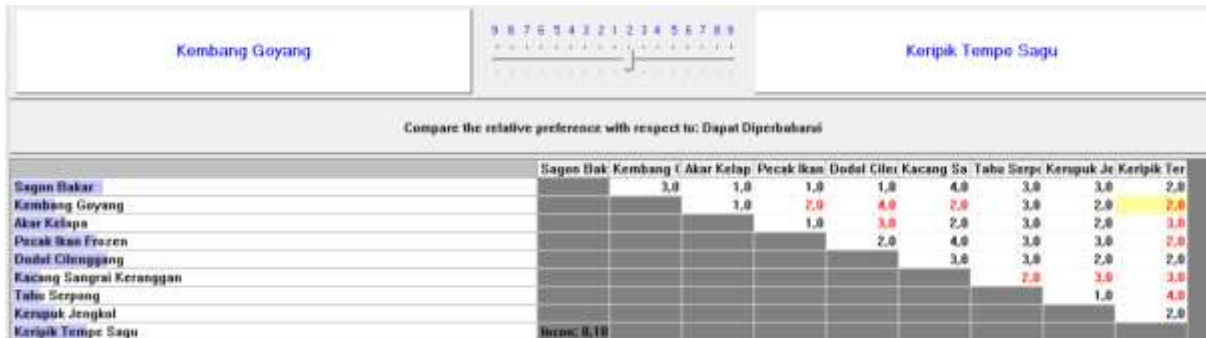 Kembang Goyang
9 8 7 6 5 4 3 2 1 2 3 4 5 6 7 8 9
Keripik Tempe Sagu
Compare the relative preference with respect to: Dapat Diperbaharui
Sagon Bak Kembang ( Akar Kelap Pecak Ikan Dodol Ciler Kacang Sa Tahu Serpo Kerupuk Je Keripik Ter
Sagon Bakar 3,0 1,0 1,0 1,0 4,0 3,0 3,0 2,0
Kembang Goyang 1,0 2,0 4,0 2,0 3,0 2,0 2,0
Akar Kelapa 1,0 3,0 2,0 3,0 2,0 3,0
Pecak Ikan Frozen 2,0 4,0 3,0 3,0 2,0
Dodol Cilenggang 3,0 3,0 2,0 2,0
Kacang Sangrai Keranggan 2,0 3,0 3,0
Tahu Serpong 1,0 4,0
Kerupuk Jengkol 2,0
Keripik Tempe Sagu Incon: 0,10